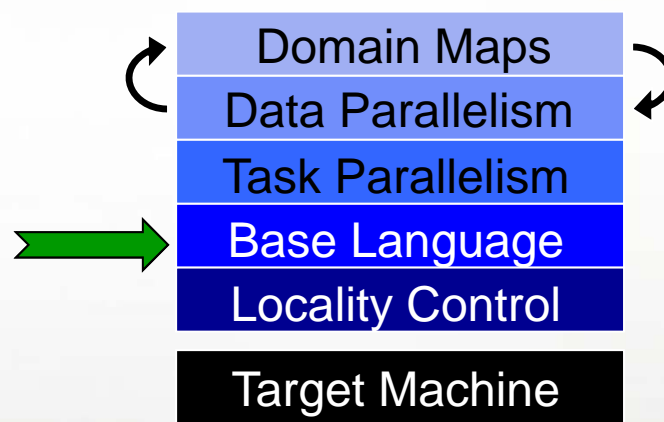 Domain Maps
Data Parallelism
Task Parallelism
Base Language
Locality Control
Target Machine